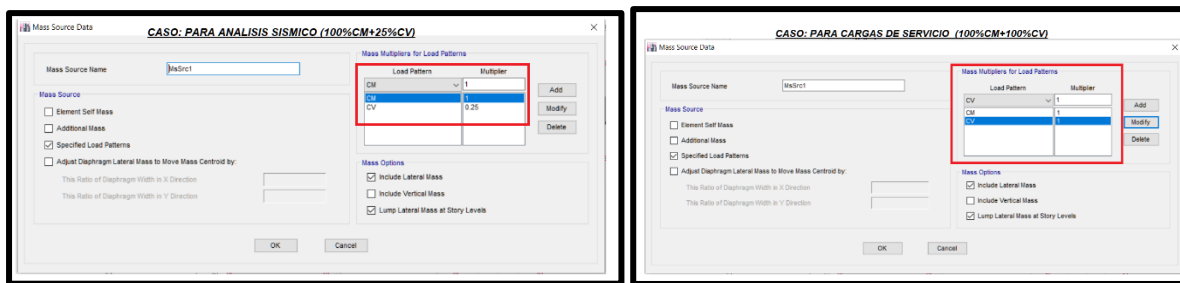 Mass Source Data
CASO: PARA ANALISIS SISMICO (100%CM+25%CV)
Mass Source Name
MsSrc1
Mass Source
Element Self Mass
Additional Mass
Specified Load Patterns
Adjust Diaphragm Lateral Mass to Move Mass Centroid by:
This Ratio of Diaphragm Width in X Direction
This Ratio of Diaphragm Width in Y Direction
Mass Multipliers for Load Patterns
Load Pattern Multiplier
CM 1
CM 1
CV 0.25
Add
Modify
Delete
Mass Options
Include Lateral Mass
Include Vertical Mass
Lump Lateral Mass at Story Levels
OK Cancel
CASO: PARA CARGAS DE SERVICIO (100%CM+100%CV)
Mass Source Data
Mass Source Name
MsSrc1
Mass Source
Element Self Mass
Additional Mass
Specified Load Patterns
Adjust Diaphragm Lateral Mass to Move Mass Centroid by:
This Ratio of Diaphragm Width in X Direction
This Ratio of Diaphragm Width in Y Direction
Mass Multipliers for Load Patterns
Load Pattern Multiplier
CV 1
CM 1
CV 1
Add
Modify
Delete
Mass Options
Include Lateral Mass
Include Vertical Mass
Lump Lateral Mass at Story Levels
OK Cancel